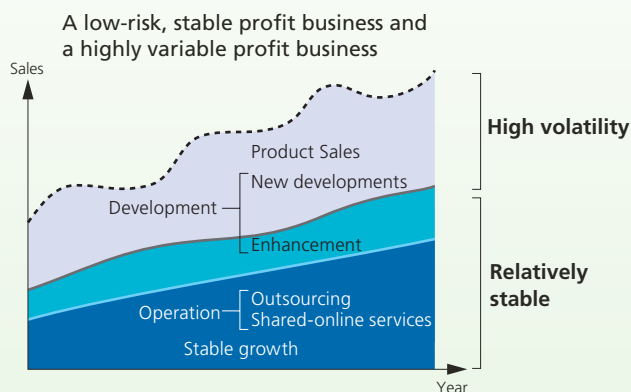 A low-risk, stable profit business and
a highly variable profit business
Sales
High volatility
Product Sales
New developments
Development
Enhancement
Relatively
stable
Operation
Outsourcing
Shared-online services
Stable growth
Year